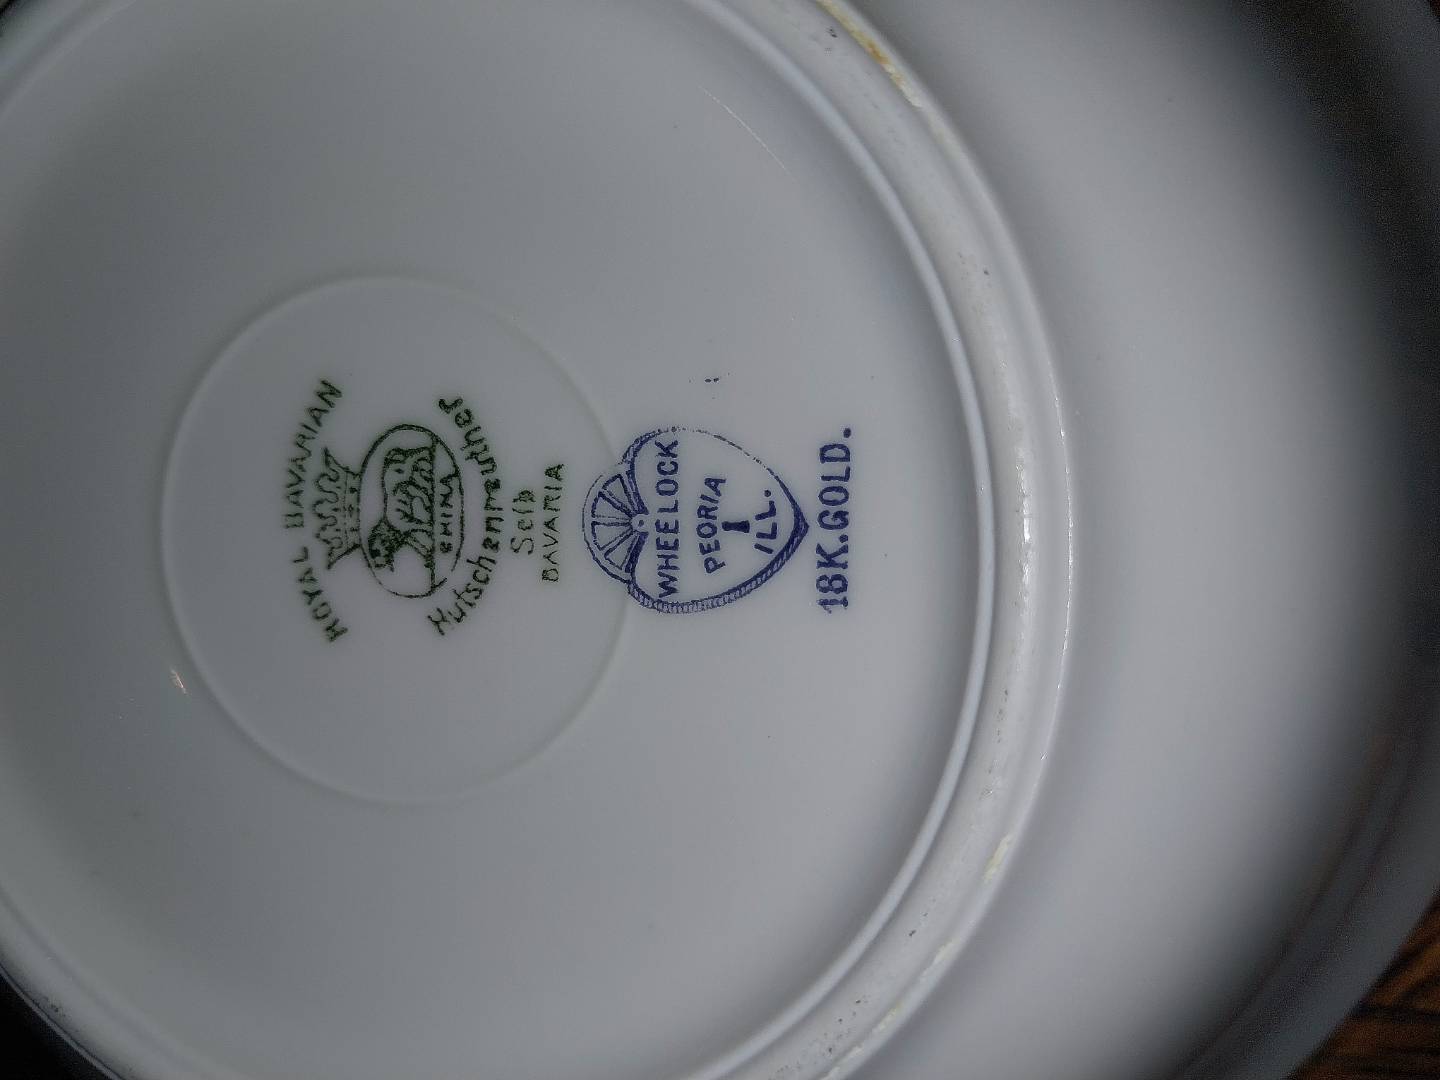 ROYAL BAVARIAN
CHINA
Hutschenreuther
Selb
BAVARIA
WHEELOCK
PEORIA
ILL.
18K.GOLD.